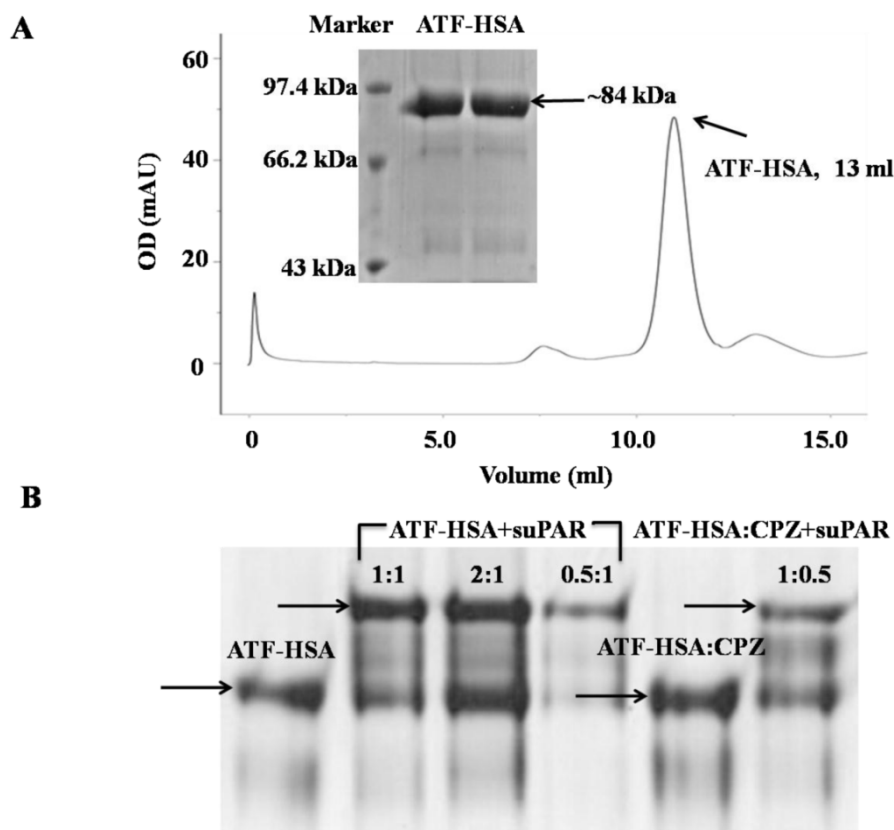 A
Marker ATF-HSA
60
97.4 kDa
~84 kDa
ATF-HSA, 13 ml
40
66.2 kDa
OD (mAU)
20
43 kDa
0
0 5.0 10.0 15.0
Volume (ml)
B
ATF-HSA+suPAR ATF-HSA:CPZ+suPAR
1:1 2:1 0.5:1 1:0.5
ATF-HSA ATF-HSA:CPZ